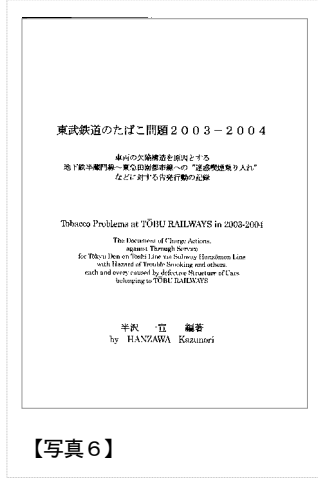 東武鉄道のたばこ問題2003-2004
車両の欠陥構造を原因とする
地下鉄半蔵門線~東急田園都市線への“迷惑喫煙乗り入れ”
などに対する告発行動の記録
Tobacco Problems at TŌBU RAILWAYS in 2003-2004
The Document of Charge Actions,
against Through Service
for Tōkyu Den-en Toshi Line via Subway Hanzōmon Line
with Hazard of Trouble Smoking and others,
each and every caused by defective Structure of Cars
belonging to TŌBU RAILWAYS
半沢 一宣 編著
by HANZAWA Kazunori
【写真6】